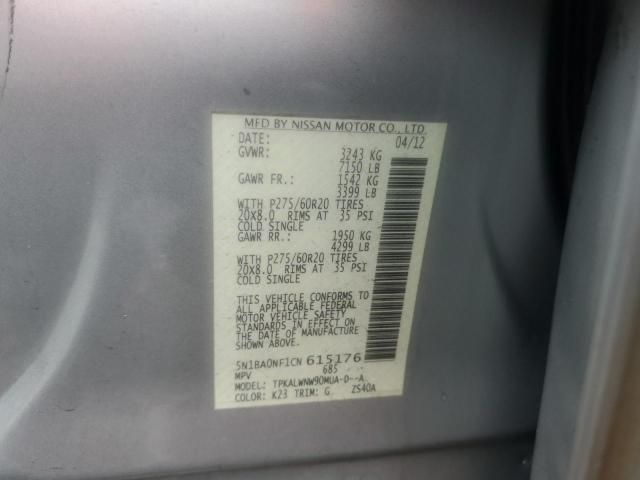 MFD BY NISSAN MOTOR CO., LTD.
DATE: 04/12
GVWR: 3243 KG
7150 LB
GAWR FR.: 1542 KG
3399 LB
WITH P275/60R20 TIRES
20X8.0 RIMS AT 35 PSI
COLD SINGLE
GAWR RR.: 1950 KG
4299 LB
WITH P275/60R20 TIRES
20X8.0 RIMS AT 35 PSI
COLD SINGLE
THIS VEHICLE CONFORMS TO
ALL APPLICABLE FEDERAL
MOTOR VEHICLE SAFETY
STANDARDS IN EFFECT ON
THE DATE OF MANUFACTURE
SHOWN ABOVE.
5N1BA0NF1CN 615176
MPV 685
MODEL: TPKALWNW90MUA-D--A
COLOR: K23 TRIM: G ZS40A